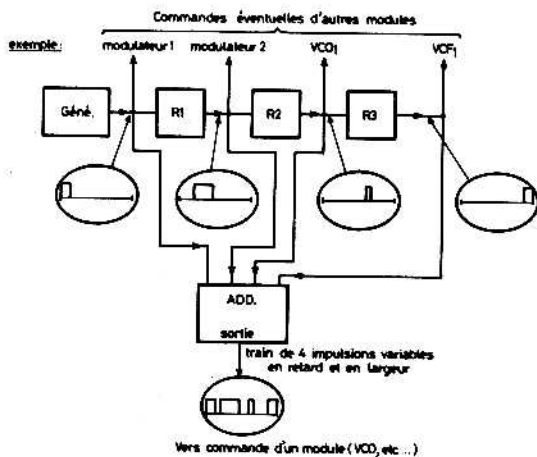 Commandes éventuelles d'autres modules
exemple:
modulateur 1
modulateur 2
VCO1
VCF1
Géné.
R1
R2
R3
ADD.
sortie
train de 4 impulsions variables
en retard et en largeur
Vers commande d'un module (VCO, etc...)